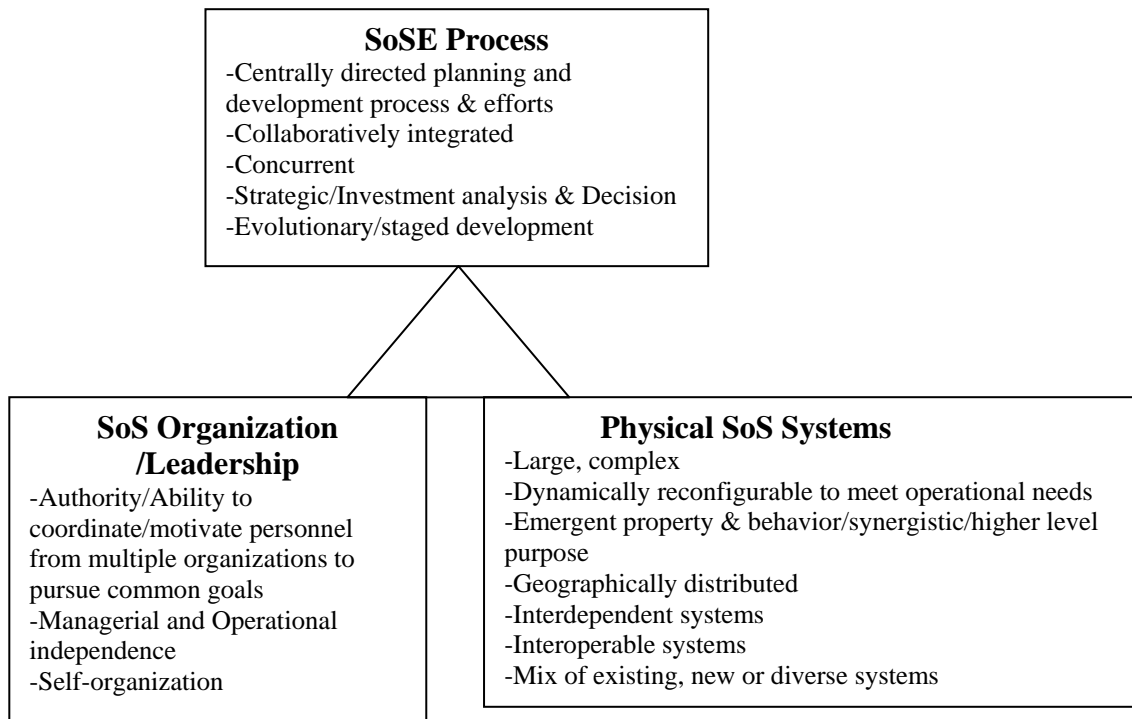 SoSE Process
-Centrally directed planning and
development process & efforts
-Collaboratively integrated
-Concurrent
-Strategic/Investment analysis & Decision
-Evolutionary/staged development
SoS Organization
/Leadership
-Authority/Ability to
coordinate/motivate personnel
from multiple organizations to
pursue common goals
-Managerial and Operational
independence
-Self-organization
Physical SoS Systems
-Large, complex
-Dynamically reconfigurable to meet operational needs
-Emergent property & behavior/synergistic/higher level
purpose
-Geographically distributed
-Interdependent systems
-Interoperable systems
-Mix of existing, new or diverse systems